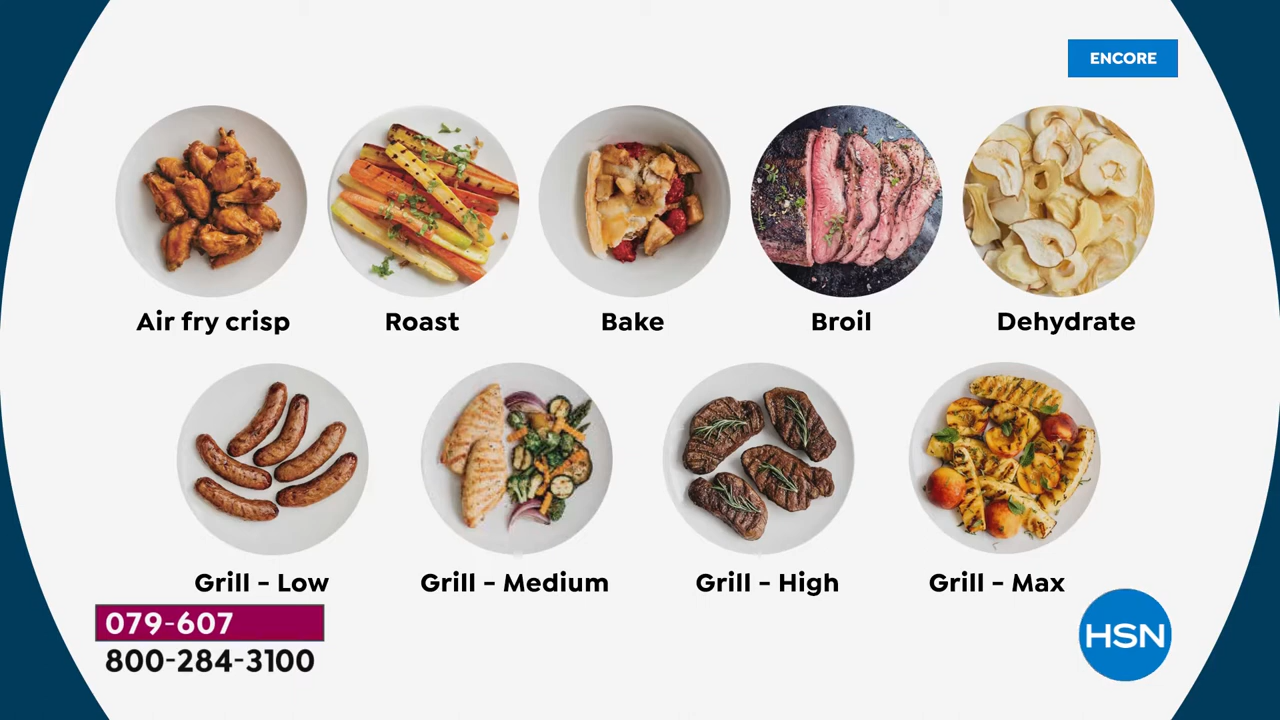 ENCORE
Air fry crisp
Roast
Bake
Broil
Dehydrate
Grill - Low
Grill - Medium
Grill - High
Grill - Max
079-607
800-284-3100
HSN